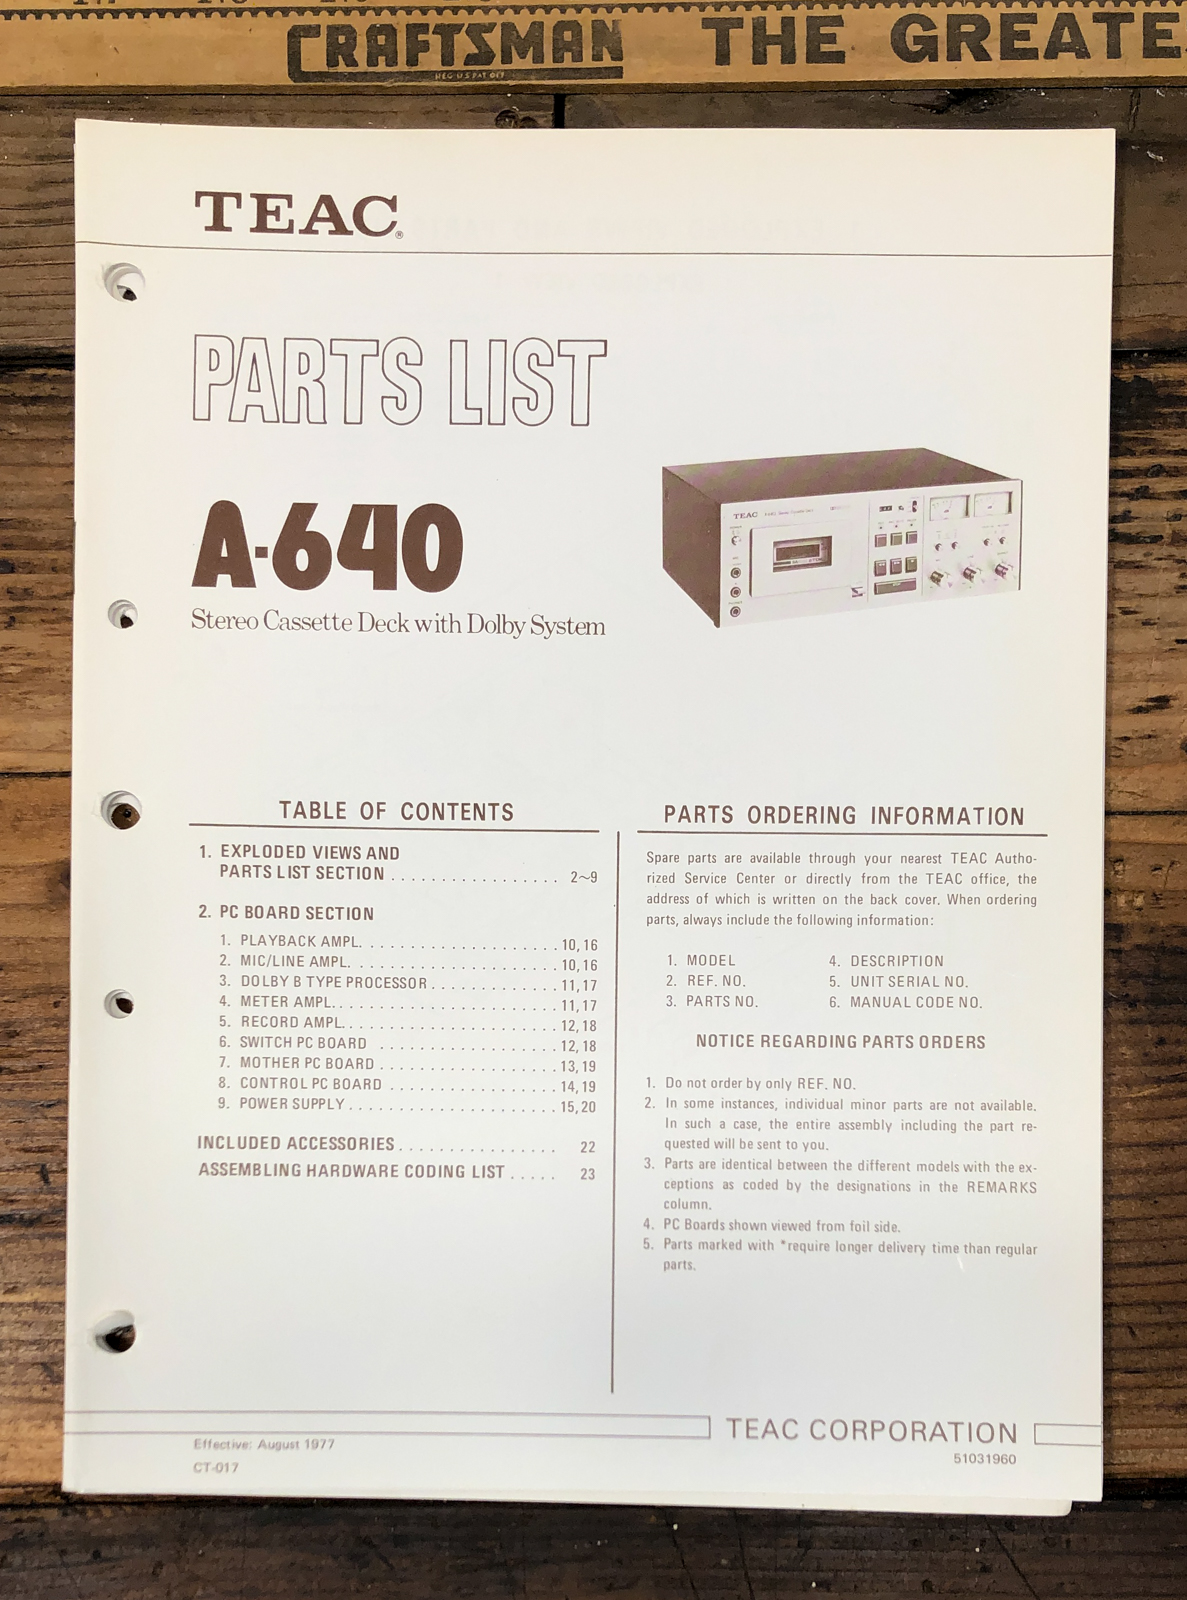 CRAFTSMAN THE GREATE
REG US PAT OFF
TEAC®
PARTS LIST
A-640
Stereo Cassette Deck with Dolby System
TEAC
TABLE OF CONTENTS
1. EXPLODED VIEWS AND
PARTS LIST SECTION . . . . . . . . . . . . . . . . . 2~9
2. PC BOARD SECTION
1. PLAYBACK AMPL. . . . . . . . . . . . . . . . . . . . 10, 16
2. MIC/LINE AMPL. . . . . . . . . . . . . . . . . . . . . 10, 16
3. DOLBY B TYPE PROCESSOR . . . . . . . . . . . . . 11, 17
4. METER AMPL. . . . . . . . . . . . . . . . . . . . . . . 11, 17
5. RECORD AMPL. . . . . . . . . . . . . . . . . . . . . . 12, 18
6. SWITCH PC BOARD . . . . . . . . . . . . . . . . . . 12, 18
7. MOTHER PC BOARD . . . . . . . . . . . . . . . . . . 13, 19
8. CONTROL PC BOARD . . . . . . . . . . . . . . . . . 14, 19
9. POWER SUPPLY . . . . . . . . . . . . . . . . . . . . . 15, 20
INCLUDED ACCESSORIES . . . . . . . . . . . . . . . . 22
ASSEMBLING HARDWARE CODING LIST . . . . . 23
PARTS ORDERING INFORMATION
Spare parts are available through your nearest TEAC Autho-
rized Service Center or directly from the TEAC office, the
address of which is written on the back cover. When ordering
parts, always include the following information:
1. MODEL 4. DESCRIPTION
2. REF. NO. 5. UNIT SERIAL NO.
3. PARTS NO. 6. MANUAL CODE NO.
NOTICE REGARDING PARTS ORDERS
1. Do not order by only REF. NO.
2. In some instances, individual minor parts are not available.
In such a case, the entire assembly including the part re-
quested will be sent to you.
3. Parts are identical between the different models with the ex-
ceptions as coded by the designations in the REMARKS
column.
4. PC Boards shown viewed from foil side.
5. Parts marked with *require longer delivery time than regular
parts.
TEAC CORPORATION
51031960
Effective: August 1977
CT-017